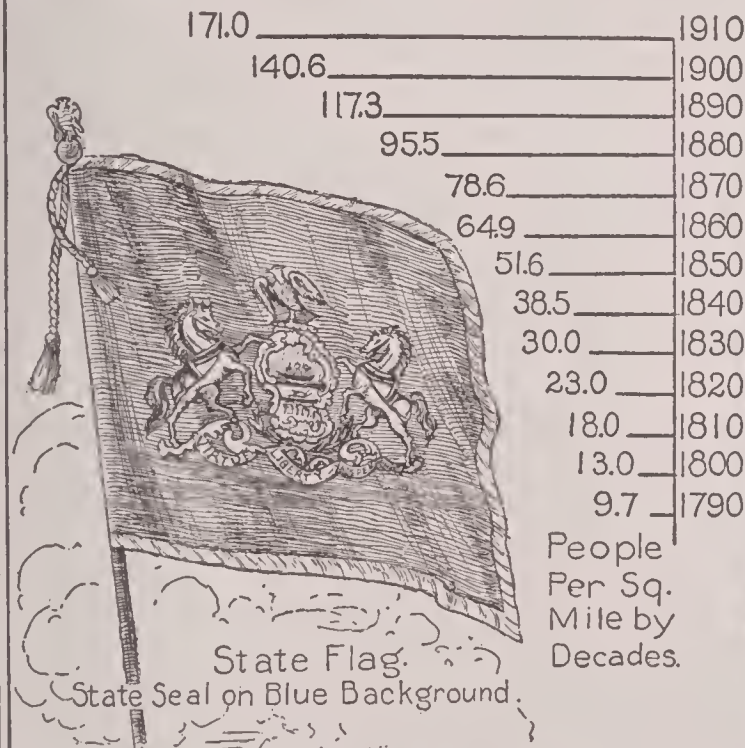 171.0 1910
140.6 1900
117.3 1890
95.5 1880
78.6 1870
64.9 1860
51.6 1850
38.5 1840
30.0 1830
23.0 1820
18.0 1810
13.0 1800
9.7 1790
People
Per Sq.
Mile by
Decades.
State Flag.
State Seal on Blue Background.